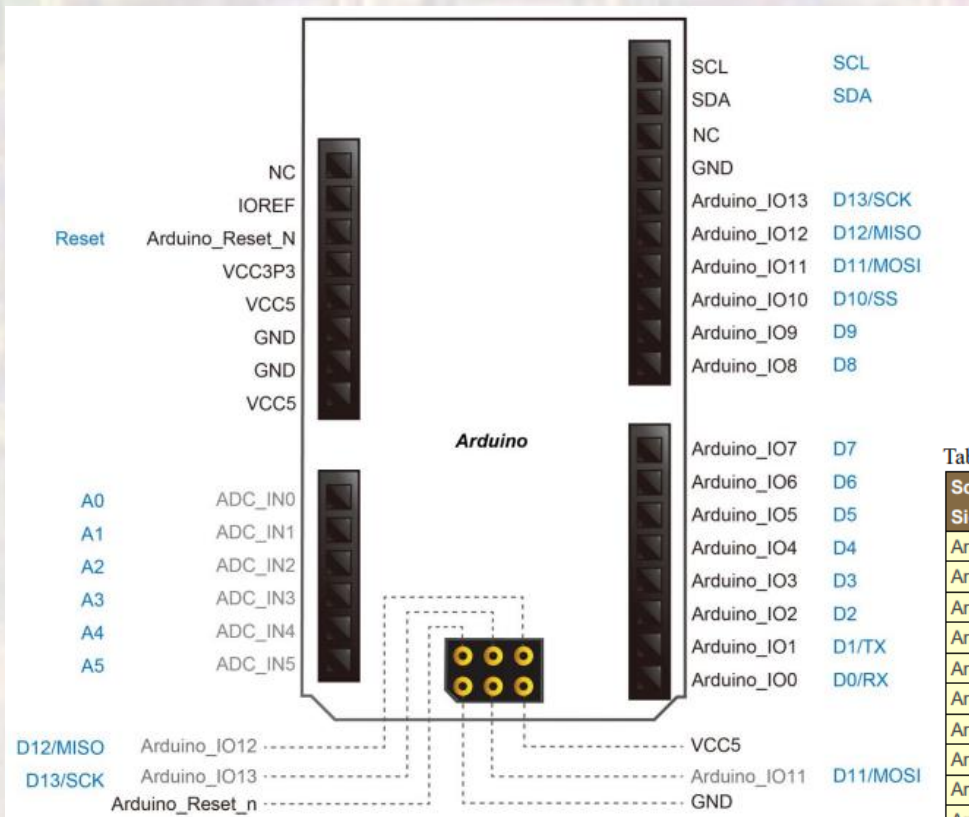 SCL SCL
SDA SDA
NC
GND
Arduino_IO13 D13/SCK
Arduino_IO12 D12/MISO
Arduino_IO11 D11/MOSI
Arduino_IO10 D10/SS
Arduino_IO9 D9
Arduino_IO8 D8
NC
IOREF
Reset Arduino_Reset_N
VCC3P3
VCC5
GND
GND
VCC5
Arduino
Arduino_IO7 D7
Arduino_IO6 D6
Arduino_IO5 D5
Arduino_IO4 D4
Arduino_IO3 D3
Arduino_IO2 D2
Arduino_IO1 D1/TX
Arduino_IO0 D0/RX
A0 ADC_IN0
A1 ADC_IN1
A2 ADC_IN2
A3 ADC_IN3
A4 ADC_IN4
A5 ADC_IN5
D12/MISO Arduino_IO12
D13/SCK Arduino_IO13
Arduino_Reset_n
VCC5
Arduino_IO11 D11/MOSI
GND